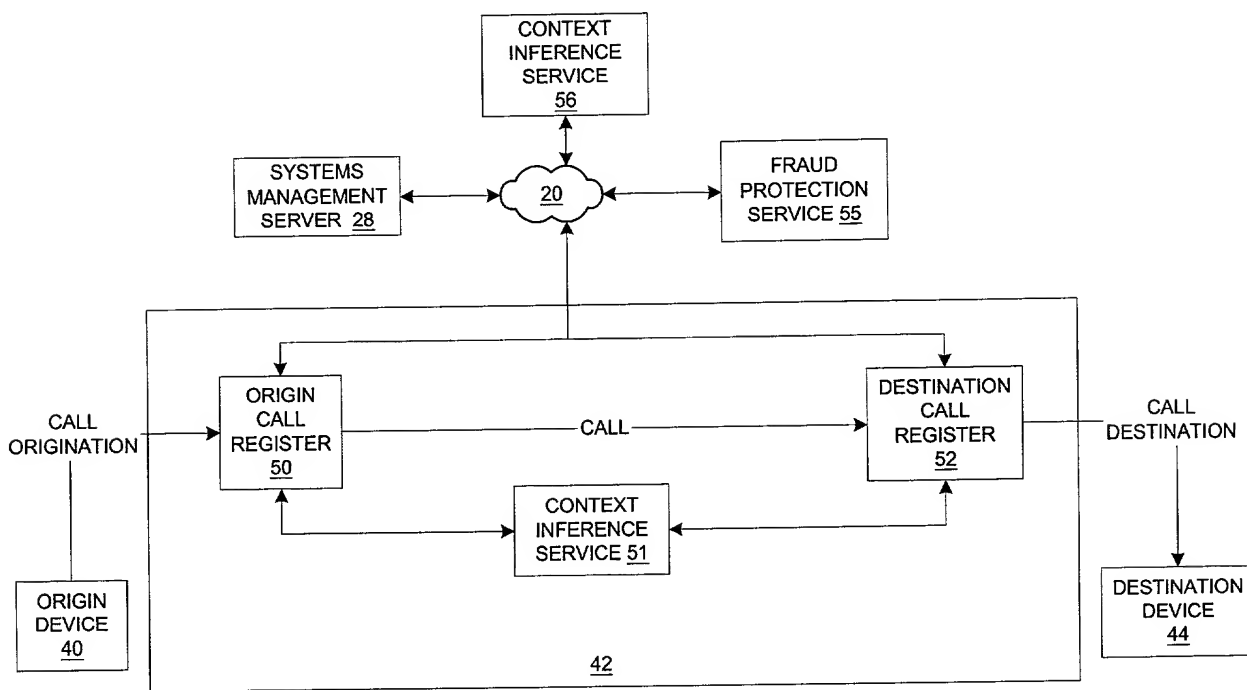 CONTEXT
INFERENCE
SERVICE
56
SYSTEMS
MANAGEMENT
SERVER 28
20
FRAUD
PROTECTION
SERVICE 55
CALL
ORIGINATION
ORIGIN
CALL
REGISTER
50
CALL
DESTINATION
CALL
REGISTER
52
CALL
DESTINATION
CONTEXT
INFERENCE
SERVICE 51
ORIGIN
DEVICE
40
DESTINATION
DEVICE
44
42